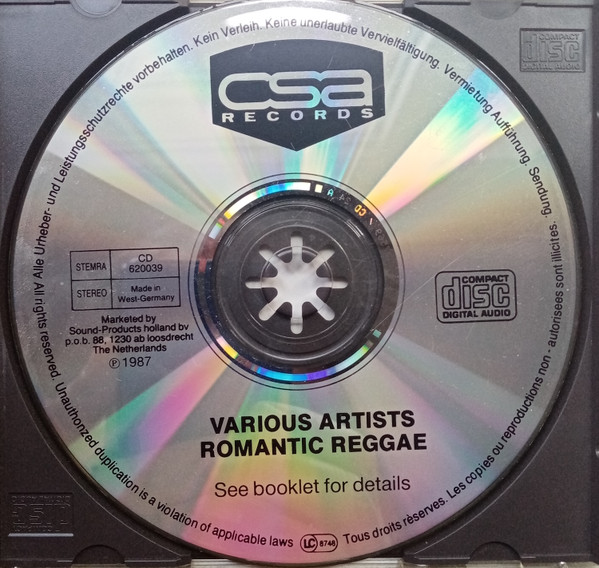 Alle Urheber- und Leistungsschutzrechte vorbehalten. Kein Verleih. Keine unerlaubte Vervielfältigung. Vermietung Aufführung. Sendung.
COMPACT
disc
DIGITAL AUDIO
csa
RECORDS
STEMRA
CD
620039
STEREO
Made in
West-Germany
COMPACT
disc
DIGITAL AUDIO
Marketed by
Sound-Products holland bv
p.o.b. 88, 1230 ab loosdrecht
The Netherlands
℗ 1987
VARIOUS ARTISTS
ROMANTIC REGGAE
See booklet for details
All rights reserved. Unauthorized duplication is a violation of applicable laws
LC 8748
Tous droits rèserves. Les copies ou reproductions non - autorisees sont illicites.